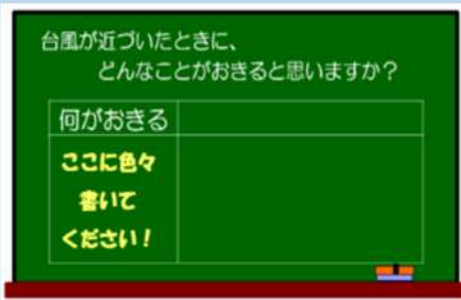 台風が近づいたときに、
どんなことがおきると思いますか？
何がおきる
ここに色々
書いて
ください！